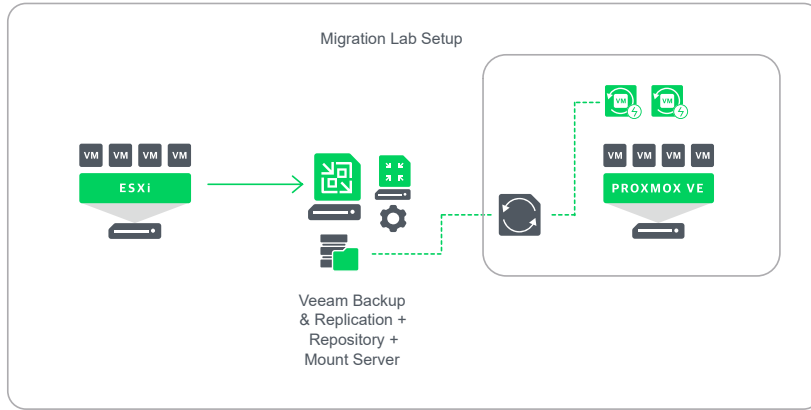 Migration Lab Setup
VM VM
VM VM VM VM
ESXi
VM VM VM VM
PROXMOX VE
Veeam Backup
& Replication +
Repository +
Mount Server